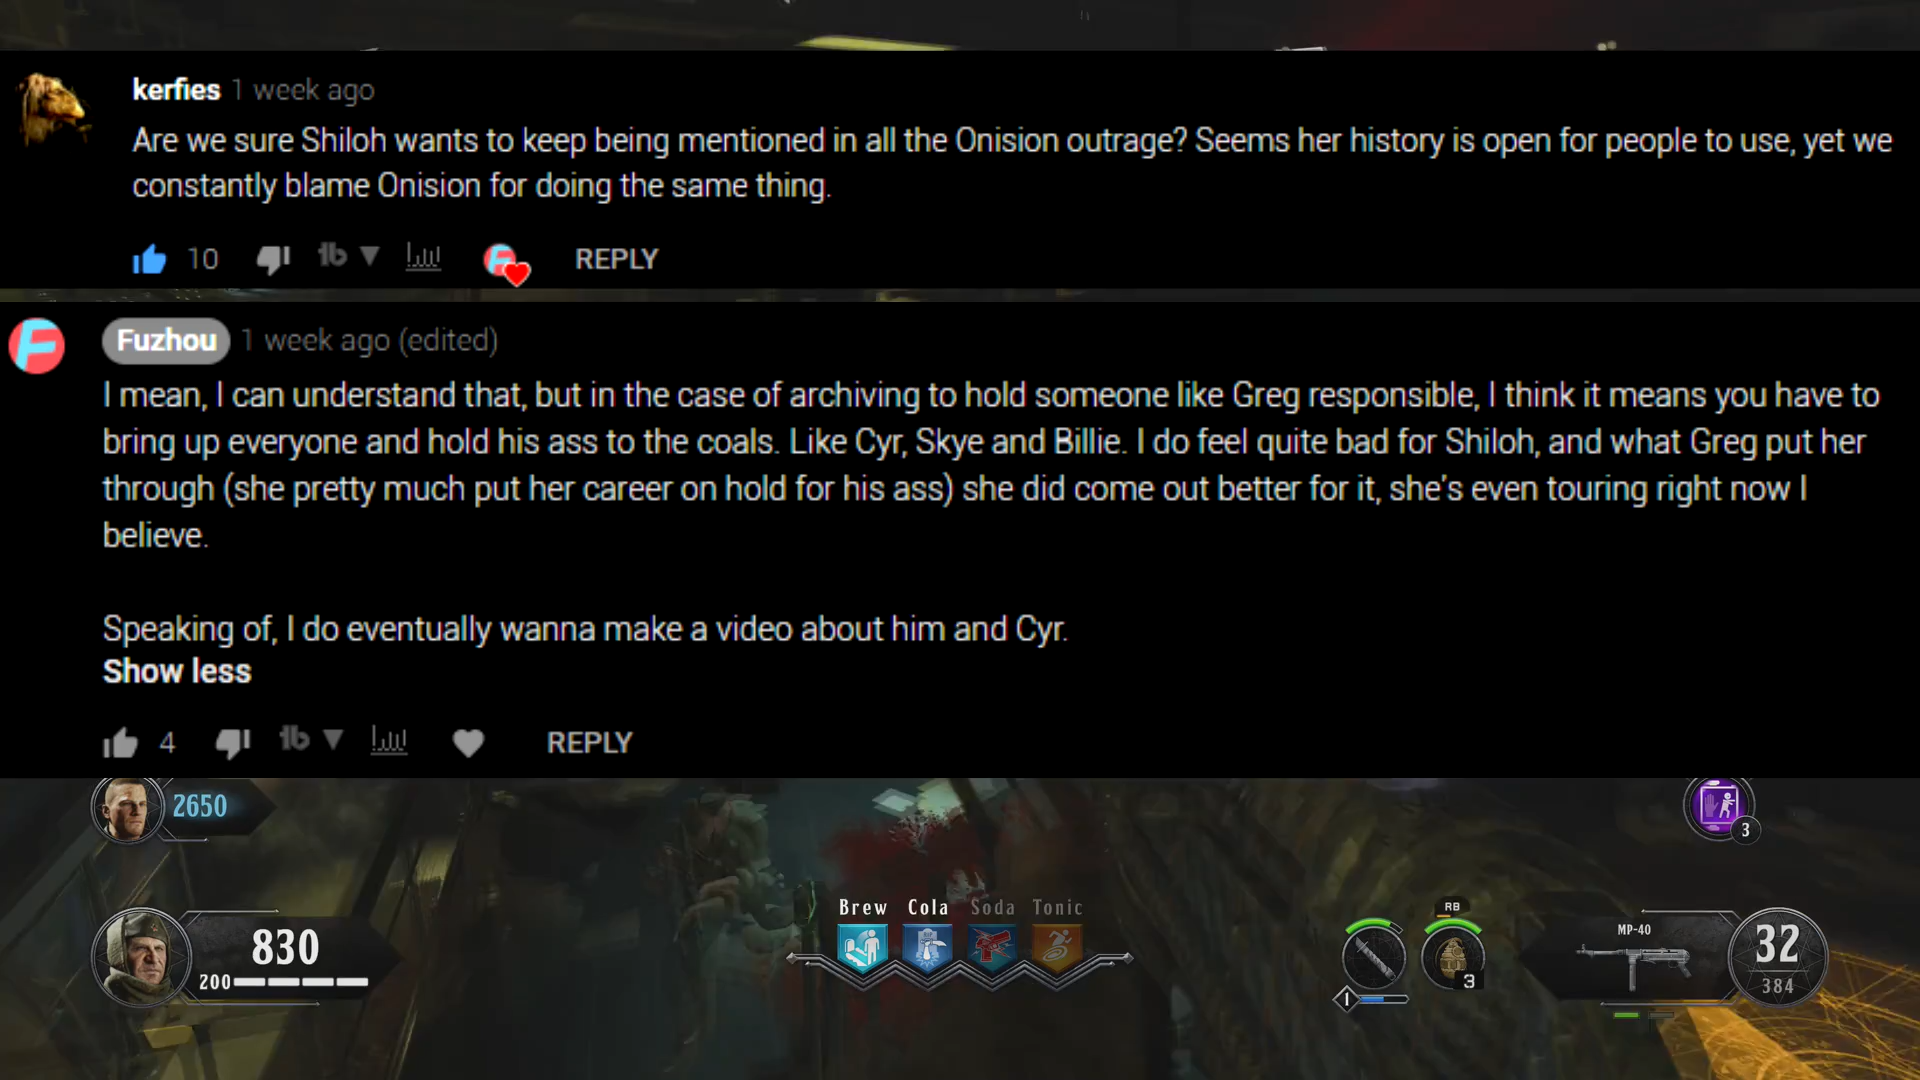 kerfies 1 week ago
Are we sure Shiloh wants to keep being mentioned in all the Onision outrage? Seems her history is open for people to use, yet we
constantly blame Onision for doing the same thing.
10 REPLY
Fuzhou 1 week ago (edited)
I mean, I can understand that, but in the case of archiving to hold someone like Greg responsible, I think it means you have to
bring up everyone and hold his ass to the coals. Like Cyr, Skye and Billie. I do feel quite bad for Shiloh, and what Greg put her
through (she pretty much put her career on hold for his ass) she did come out better for it, she's even touring right now I
believe.
Speaking of, I do eventually wanna make a video about him and Cyr.
Show less
4 REPLY
2650
3
Brew Cola Soda Tonic
RB
830
200
3
1
MP-40
32
384